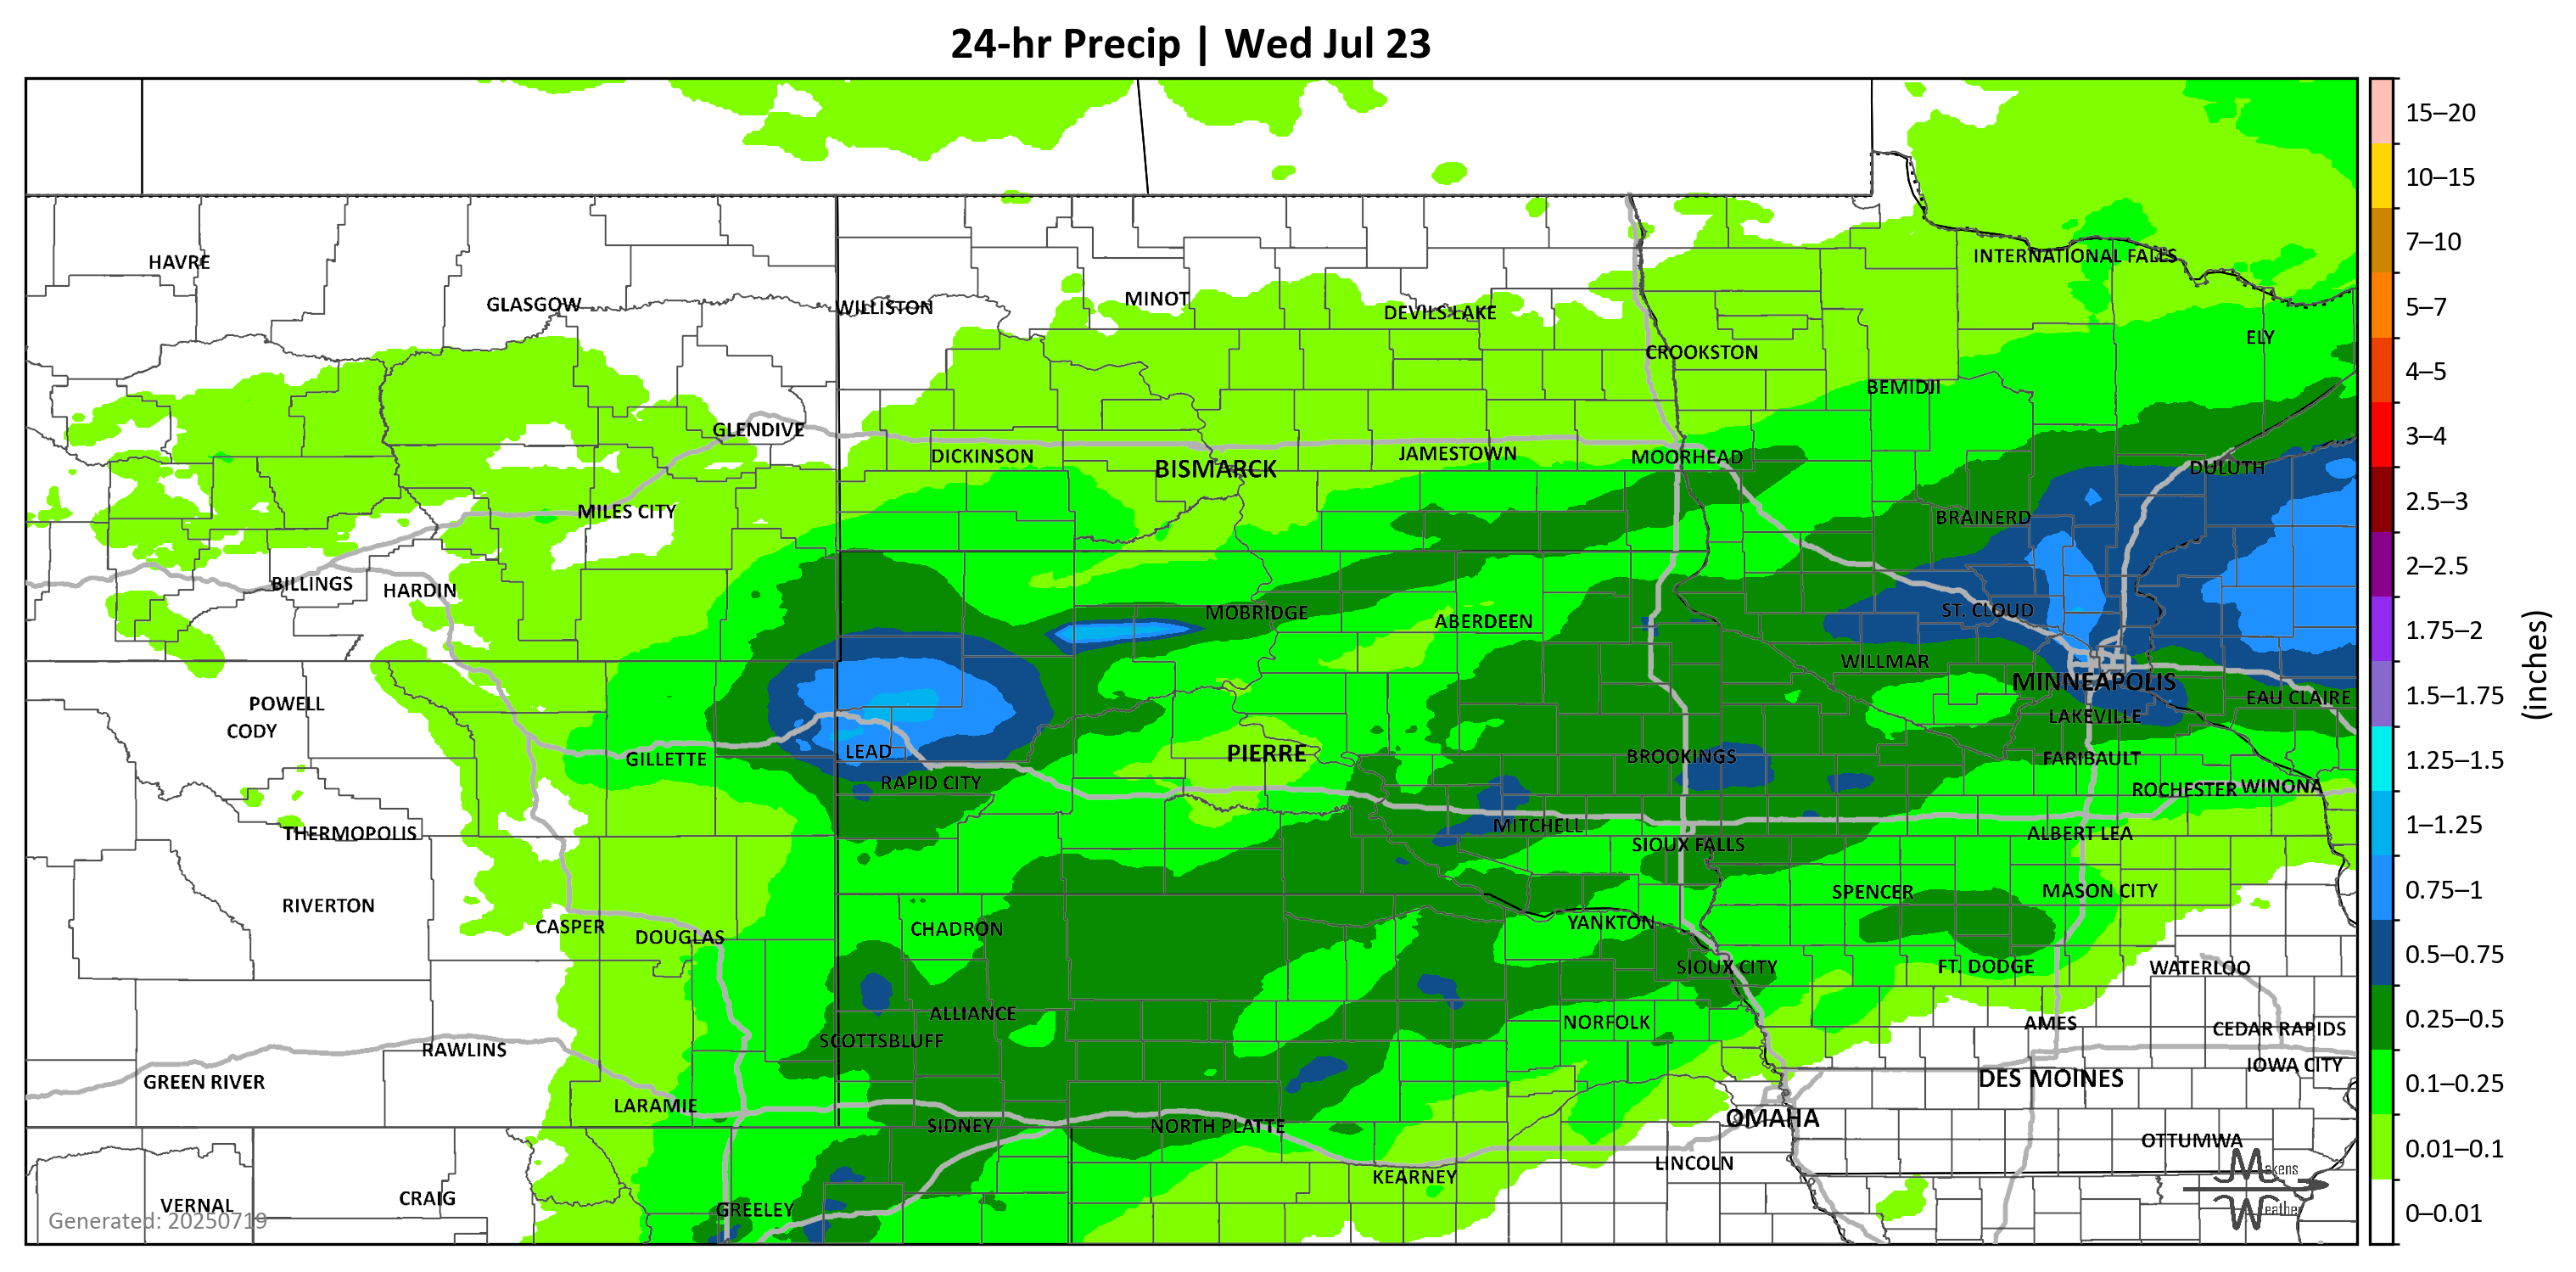 24-hr Precip | Wed Jul 23
15–20
10–15
7–10
5–7
4–5
3–4
2.5–3
2–2.5
1.75–2
1.5–1.75
1.25–1.5
1–1.25
0.75–1
0.5–0.75
0.25–0.5
0.1–0.25
0.01–0.1
0–0.01
(inches)
HAVRE
INTERNATIONAL FALLS
GLASGOW
WILLISTON
MINOT
DEVILS LAKE
ELY
CROOKSTON
BEMIDJI
GLENDIVE
DICKINSON
BISMARCK
JAMESTOWN
MOORHEAD
DULUTH
MILES CITY
BRAINERD
BILLINGS
HARDIN
MOBRIDGE
ABERDEEN
ST. CLOUD
WILLMAR
MINNEAPOLIS
EAU CLAIRE
POWELL
CODY
LAKEVILLE
GILLETTE
LEAD
PIERRE
BROOKINGS
FARIBAULT
RAPID CITY
ROCHESTER
WINONA
THERMOPOLIS
MITCHELL
SIOUX FALLS
ALBERT LEA
RIVERTON
SPENCER
MASON CITY
CASPER
DOUGLAS
CHADRON
YANKTON
SIOUX CITY
FT. DODGE
WATERLOO
ALLIANCE
SCOTTSBLUFF
NORFOLK
AMES
CEDAR RAPIDS
RAWLINS
GREEN RIVER
IOWA CITY
DES MOINES
LARAMIE
SIDNEY
NORTH PLATTE
OMAHA
OTTUMWA
LINCOLN
KEARNEY
VERNAL
CRAIG
GREELEY
Makens
Weather
Generated: 20250719